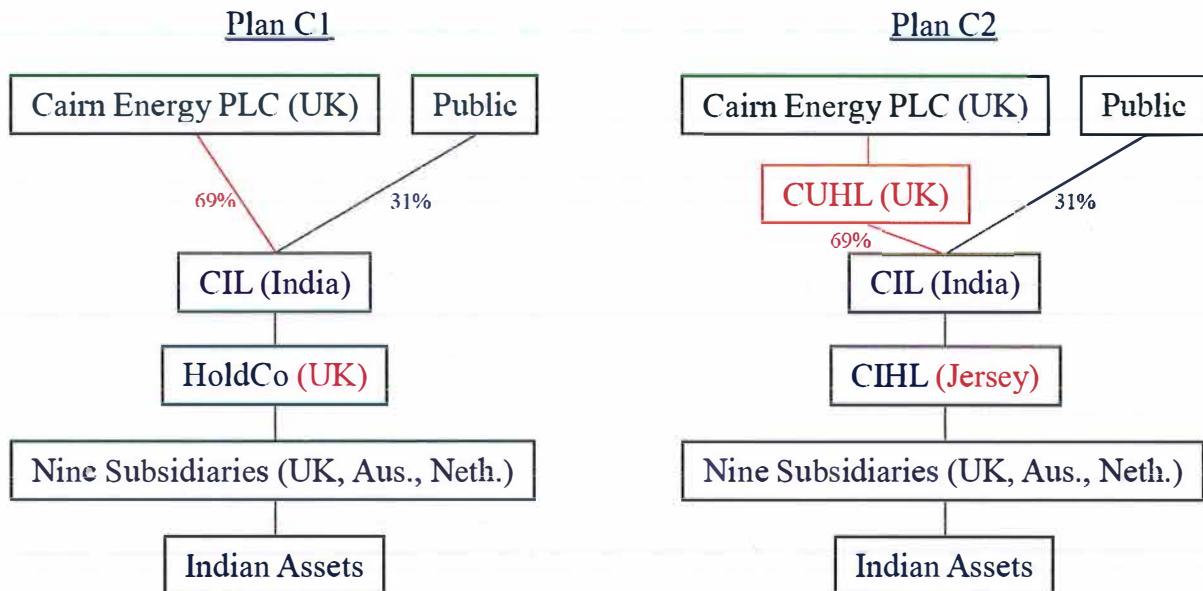 Plan C1
Cairn Energy PLC (UK)
Public
69%
31%
CIL (India)
HoldCo (UK)
Nine Subsidiaries (UK, Aus., Neth.)
Indian Assets
Plan C2
Cairn Energy PLC (UK)
Public
CUHL (UK)
69%
31%
CIL (India)
CIHL (Jersey)
Nine Subsidiaries (UK, Aus., Neth.)
Indian Assets